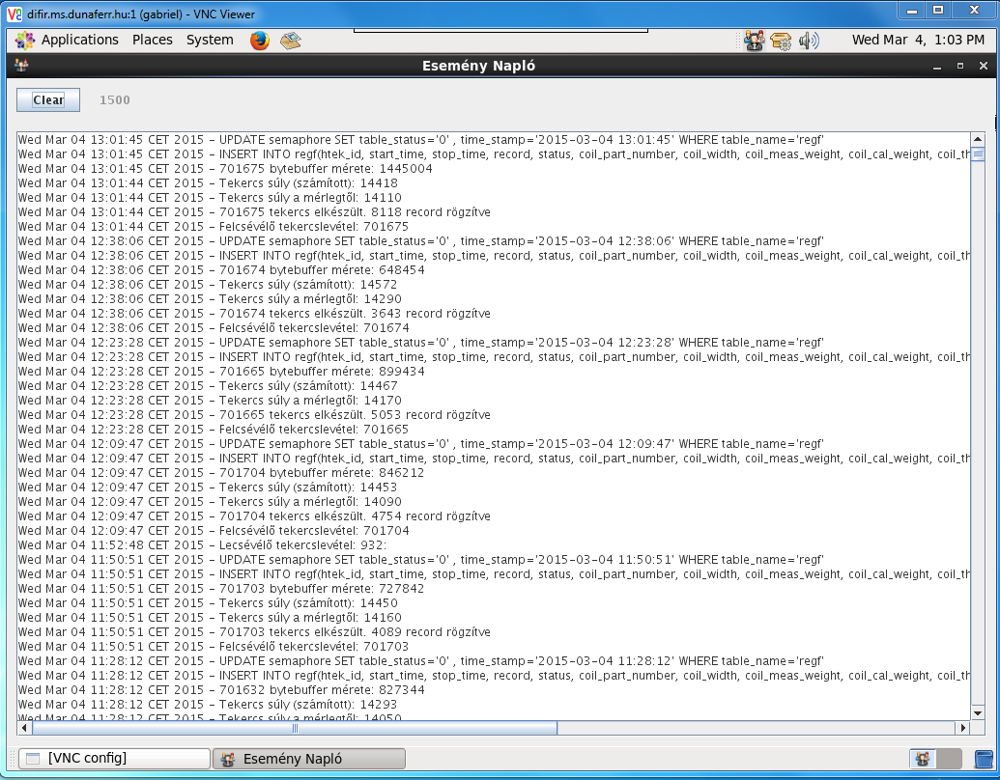 difir.ms.dunaferr.hu:1 (gabriel) - VNC Viewer
Applications Places System Wed Mar 4, 1:03 PM
Esemény Napló
Clear 1500
Wed Mar 04 13:01:45 CET 2015 - UPDATE semaphore SET table_status='0' , time_stamp='2015-03-04 13:01:45' WHERE table_name='regf'
Wed Mar 04 13:01:45 CET 2015 - INSERT INTO regf(htek_id, start_time, stop_time, record, status, coil_part_number, coil_width, coil_meas_weight, coil_cal_weight, coil_th
Wed Mar 04 13:01:45 CET 2015 - 701675 bytebuffer mérete: 1445004
Wed Mar 04 13:01:44 CET 2015 - Tekercs súly (számított): 14418
Wed Mar 04 13:01:44 CET 2015 - Tekercs súly a mérlegtől: 14110
Wed Mar 04 13:01:44 CET 2015 - 701675 tekercs elkészült. 8118 record rögzítve
Wed Mar 04 13:01:44 CET 2015 - Felcsévélő tekercslevétel: 701675
Wed Mar 04 12:38:06 CET 2015 - UPDATE semaphore SET table_status='0' , time_stamp='2015-03-04 12:38:06' WHERE table_name='regf'
Wed Mar 04 12:38:06 CET 2015 - INSERT INTO regf(htek_id, start_time, stop_time, record, status, coil_part_number, coil_width, coil_meas_weight, coil_cal_weight, coil_th
Wed Mar 04 12:38:06 CET 2015 - 701674 bytebuffer mérete: 648454
Wed Mar 04 12:38:06 CET 2015 - Tekercs súly (számított): 14572
Wed Mar 04 12:38:06 CET 2015 - Tekercs súly a mérlegtől: 14290
Wed Mar 04 12:38:06 CET 2015 - 701674 tekercs elkészült. 3643 record rögzítve
Wed Mar 04 12:38:06 CET 2015 - Felcsévélő tekercslevétel: 701674
Wed Mar 04 12:23:28 CET 2015 - UPDATE semaphore SET table_status='0' , time_stamp='2015-03-04 12:23:28' WHERE table_name='regf'
Wed Mar 04 12:23:28 CET 2015 - INSERT INTO regf(htek_id, start_time, stop_time, record, status, coil_part_number, coil_width, coil_meas_weight, coil_cal_weight, coil_th
Wed Mar 04 12:23:28 CET 2015 - 701665 bytebuffer mérete: 899434
Wed Mar 04 12:23:28 CET 2015 - Tekercs súly (számított): 14467
Wed Mar 04 12:23:28 CET 2015 - Tekercs súly a mérlegtől: 14170
Wed Mar 04 12:23:28 CET 2015 - 701665 tekercs elkészült. 5053 record rögzítve
Wed Mar 04 12:23:28 CET 2015 - Felcsévélő tekercslevétel: 701665
Wed Mar 04 12:09:47 CET 2015 - UPDATE semaphore SET table_status='0' , time_stamp='2015-03-04 12:09:47' WHERE table_name='regf'
Wed Mar 04 12:09:47 CET 2015 - INSERT INTO regf(htek_id, start_time, stop_time, record, status, coil_part_number, coil_width, coil_meas_weight, coil_cal_weight, coil_th
Wed Mar 04 12:09:47 CET 2015 - 701704 bytebuffer mérete: 846212
Wed Mar 04 12:09:47 CET 2015 - Tekercs súly (számított): 14453
Wed Mar 04 12:09:47 CET 2015 - Tekercs súly a mérlegtől: 14090
Wed Mar 04 12:09:47 CET 2015 - 701704 tekercs elkészült. 4754 record rögzítve
Wed Mar 04 12:09:47 CET 2015 - Felcsévélő tekercslevétel: 701704
Wed Mar 04 11:52:48 CET 2015 - Lecsévélő tekercslevétel: 932:
Wed Mar 04 11:50:51 CET 2015 - UPDATE semaphore SET table_status='0' , time_stamp='2015-03-04 11:50:51' WHERE table_name='regf'
Wed Mar 04 11:50:51 CET 2015 - INSERT INTO regf(htek_id, start_time, stop_time, record, status, coil_part_number, coil_width, coil_meas_weight, coil_cal_weight, coil_th
Wed Mar 04 11:50:51 CET 2015 - 701703 bytebuffer mérete: 727842
Wed Mar 04 11:50:51 CET 2015 - Tekercs súly (számított): 14450
Wed Mar 04 11:50:51 CET 2015 - Tekercs súly a mérlegtől: 14160
Wed Mar 04 11:50:51 CET 2015 - 701703 tekercs elkészült. 4089 record rögzítve
Wed Mar 04 11:50:51 CET 2015 - Felcsévélő tekercslevétel: 701703
Wed Mar 04 11:28:12 CET 2015 - UPDATE semaphore SET table_status='0' , time_stamp='2015-03-04 11:28:12' WHERE table_name='regf'
Wed Mar 04 11:28:12 CET 2015 - INSERT INTO regf(htek_id, start_time, stop_time, record, status, coil_part_number, coil_width, coil_meas_weight, coil_cal_weight, coil_th
Wed Mar 04 11:28:12 CET 2015 - 701632 bytebuffer mérete: 827344
Wed Mar 04 11:28:12 CET 2015 - Tekercs súly (számított): 14293
Wed Mar 04 11:28:12 CET 2015 - Tekercs súly a mérlegtől: 14050
[VNC config] Esemény Napló